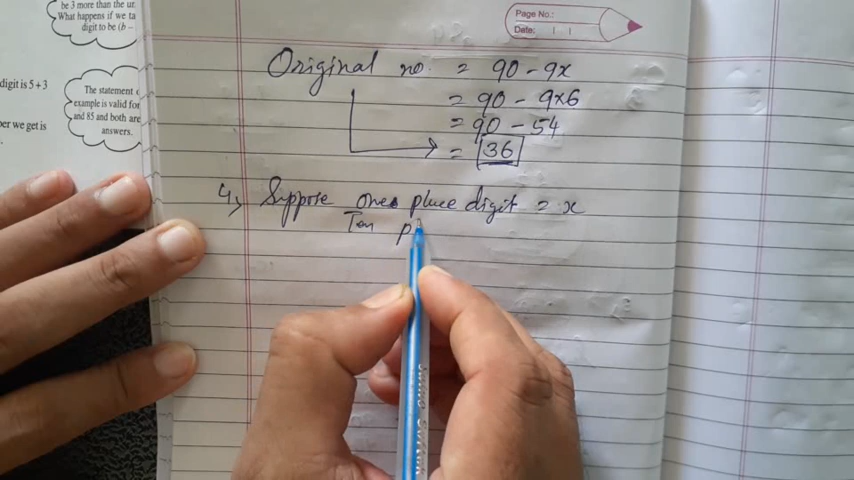 be 3 more than the
What happens if we
digit to be (b –
digit is 5 + 3
The statement
example is valid for
and 85 and both are
answers.
we get is
Page No.:
Date:
Original no. = 90 - 9x
= 90 - 9×6
= 90 - 54
= 36
4, Suppose ones place digit = x
Ten p